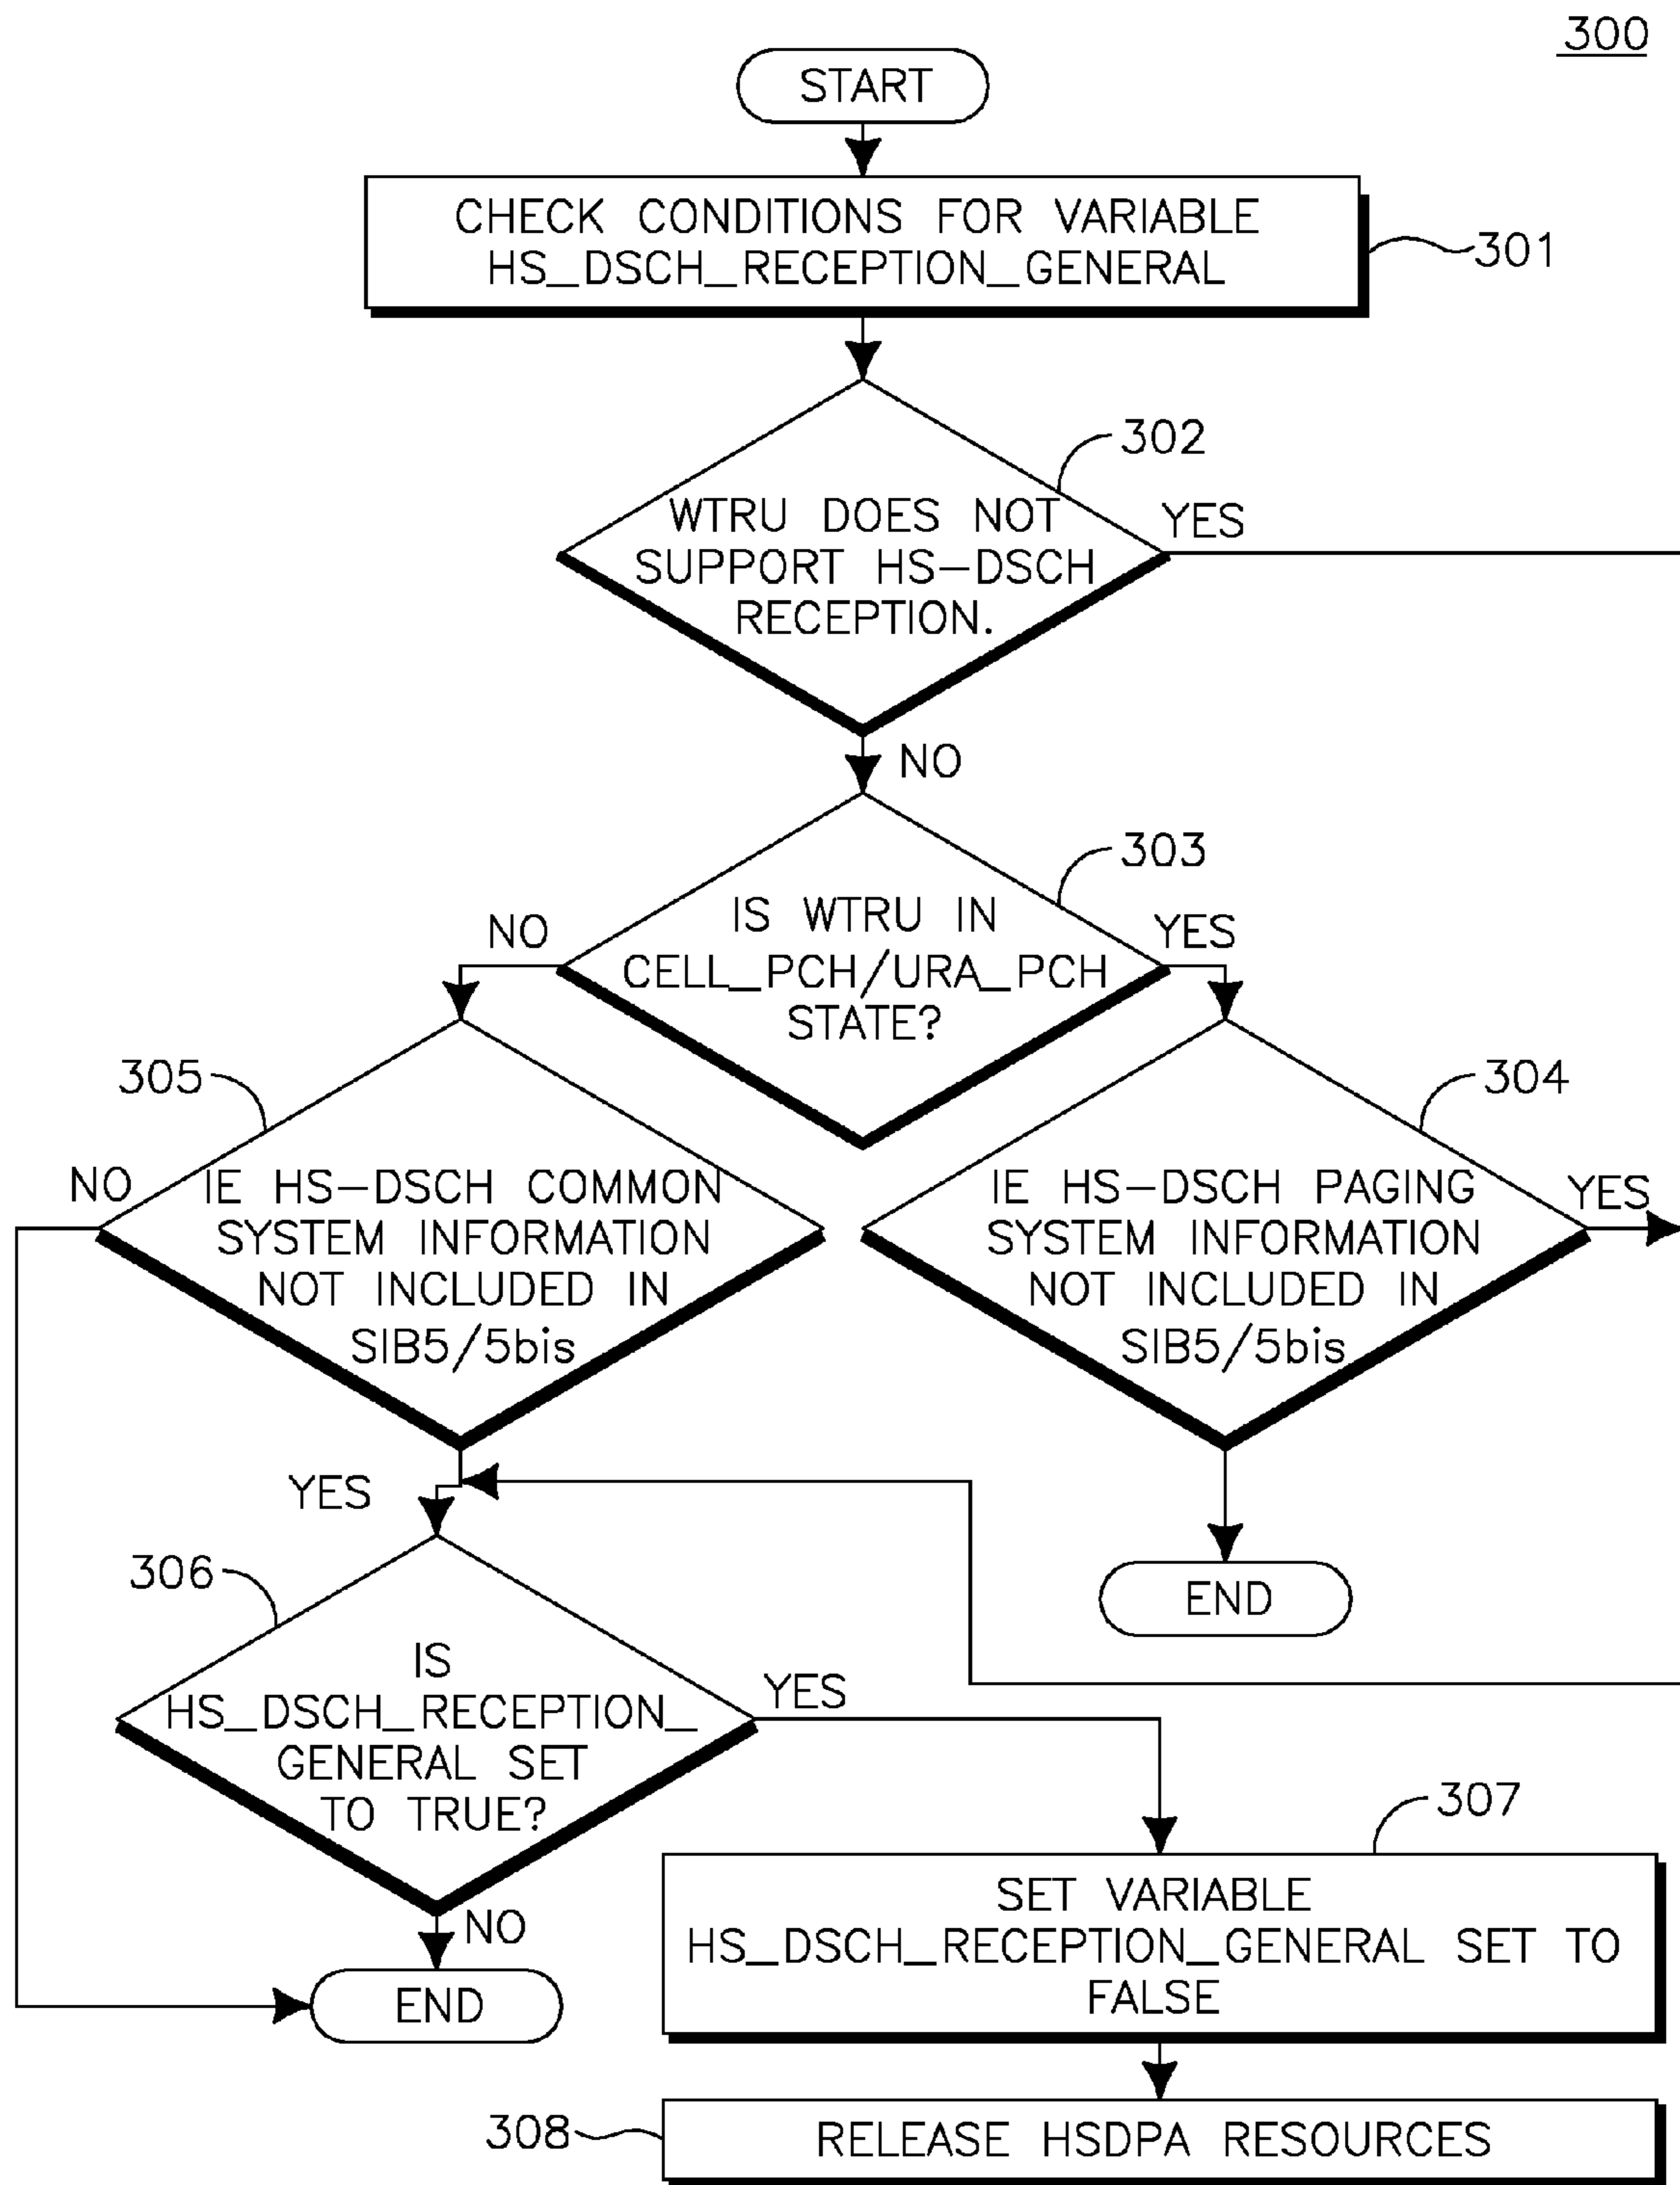 300
START
CHECK CONDITIONS FOR VARIABLE
HS_DSCH_RECEPTION_GENERAL
301
302
WTRU DOES NOT
SUPPORT HS-DSCH
RECEPTION.
YES
NO
303
IS WTRU IN
CELL_PCH/URA_PCH
STATE?
NO
YES
305
304
NO
IE HS-DSCH COMMON
SYSTEM INFORMATION
NOT INCLUDED IN
SIB5/5bis
IE HS-DSCH PAGING
SYSTEM INFORMATION
NOT INCLUDED IN
SIB5/5bis
YES
YES
306
END
IS
HS_DSCH_RECEPTION_
GENERAL SET
TO TRUE?
YES
NO
END
307
SET VARIABLE
HS_DSCH_RECEPTION_GENERAL SET TO
FALSE
308
RELEASE HSDPA RESOURCES